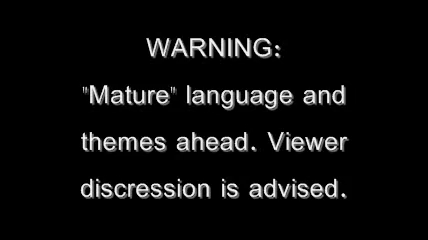 WARNING:
"Mature" language and
themes ahead. Viewer
discression is advised.